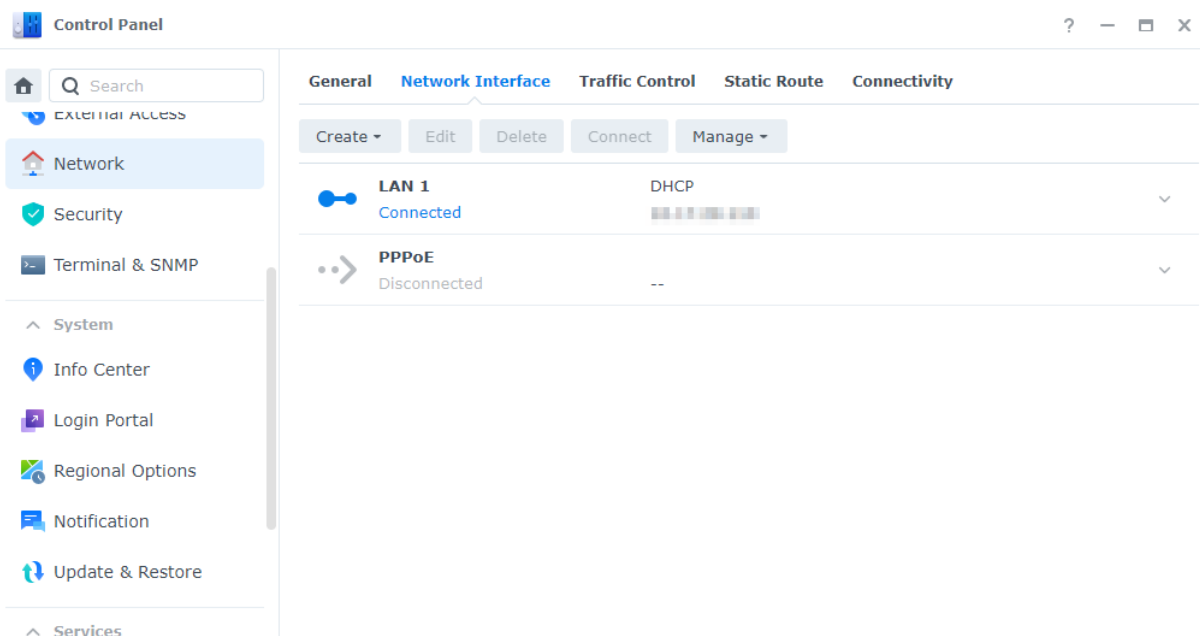 Control Panel
?
Search
External Access
Network
Security
Terminal & SNMP
System
Info Center
Login Portal
Regional Options
Notification
Update & Restore
Services
General Network Interface Traffic Control Static Route Connectivity
Create Edit Delete Connect Manage
LAN 1 DHCP
Connected
PPPoE
Disconnected --